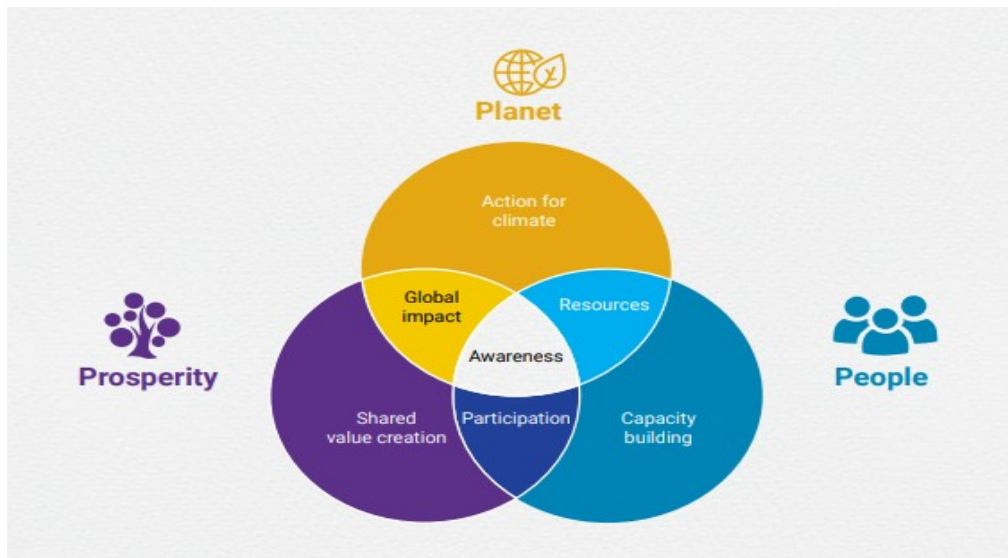 Planet
Action for
climate
Global
impact
Resources
Awareness
Prosperity
People
Shared
value creation
Participation
Capacity
building